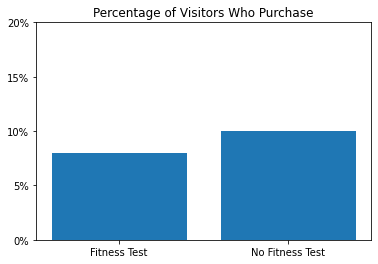 Percentage of Visitors Who Purchase
20%
15%
10%
5%
0%
Fitness Test
No Fitness Test